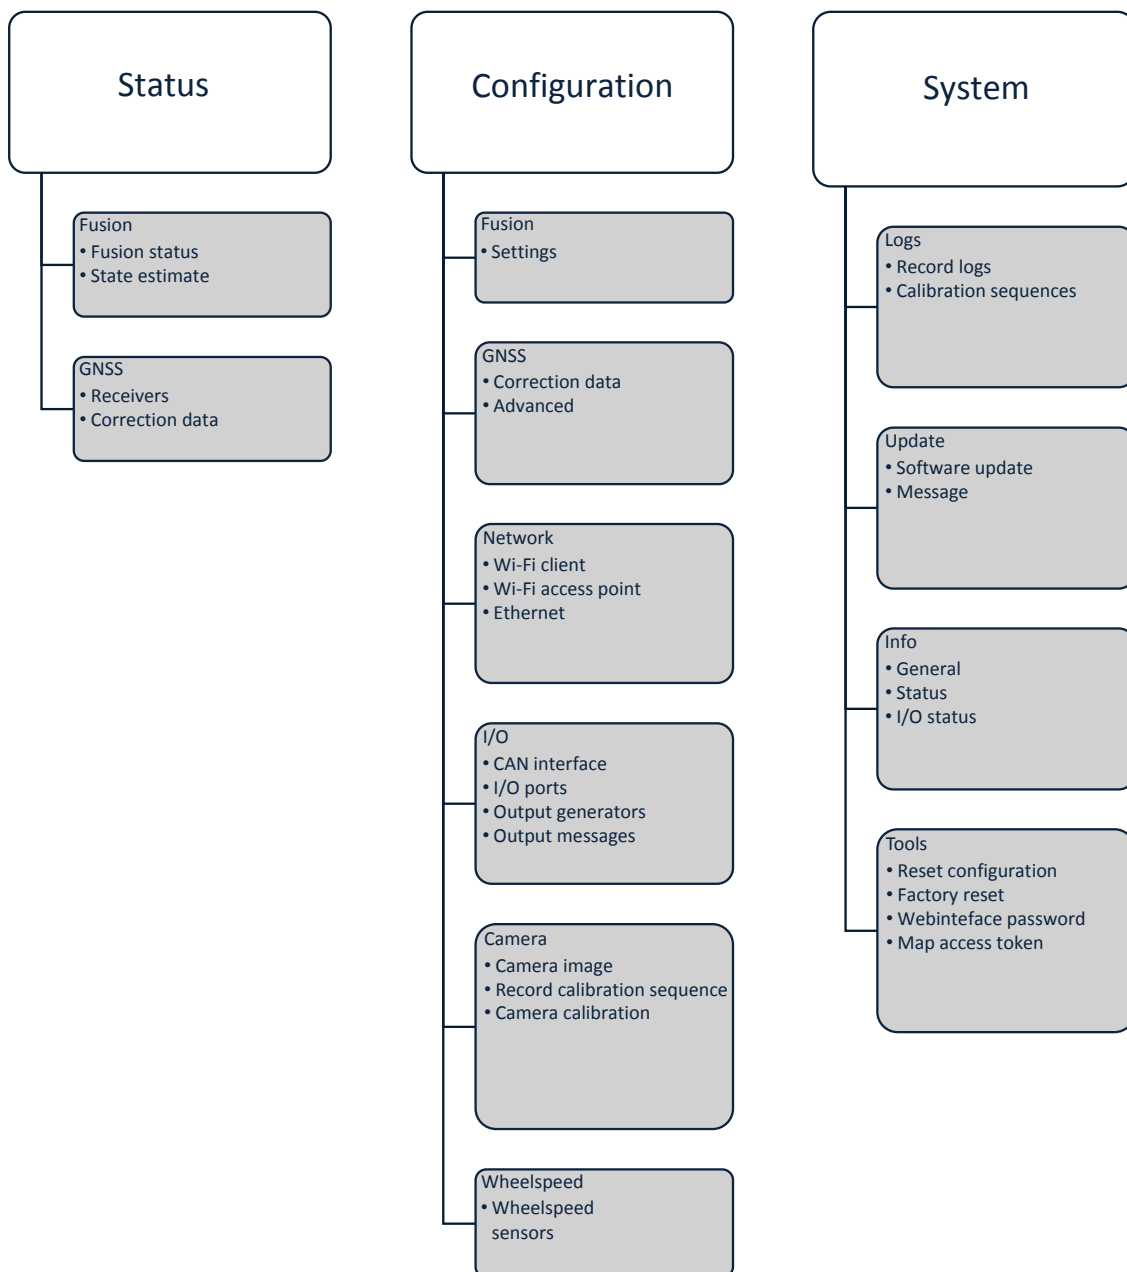 Status
Fusion
• Fusion status
• State estimate
GNSS
• Receivers
• Correction data
Configuration
Fusion
• Settings
GNSS
• Correction data
• Advanced
Network
• Wi-Fi client
• Wi-Fi access point
• Ethernet
I/O
• CAN interface
• I/O ports
• Output generators
• Output messages
Camera
• Camera image
• Record calibration sequence
• Camera calibration
Wheelspeed
• Wheelspeed
sensors
System
Logs
• Record logs
• Calibration sequences
Update
• Software update
• Message
Info
• General
• Status
• I/O status
Tools
• Reset configuration
• Factory reset
• Webinteface password
• Map access token